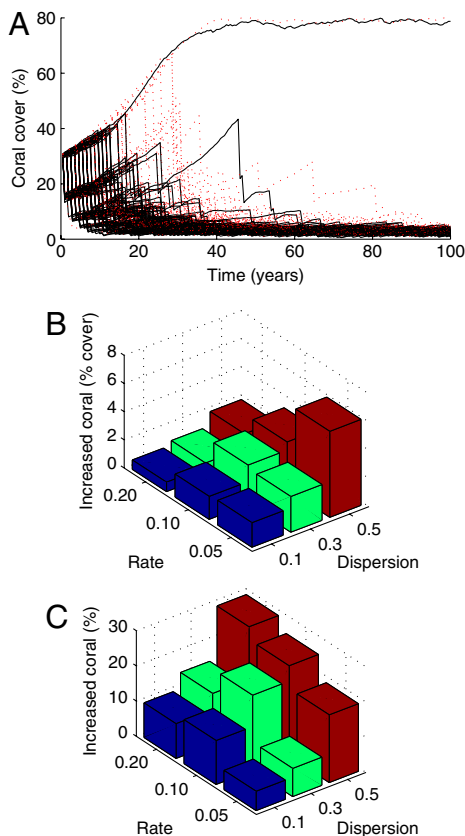 A
Coral cover (%)
80
60
40
20
0
0 20 40 60 80 100
Time (years)
B
Increased coral (% cover)
8
6
4
2
0
0.20
0.10
0.05
0.1
0.3
0.5
Rate
Dispersion
C
Increased coral (%)
30
20
10
0
0.20
0.10
0.05
0.1
0.3
0.5
Rate
Dispersion